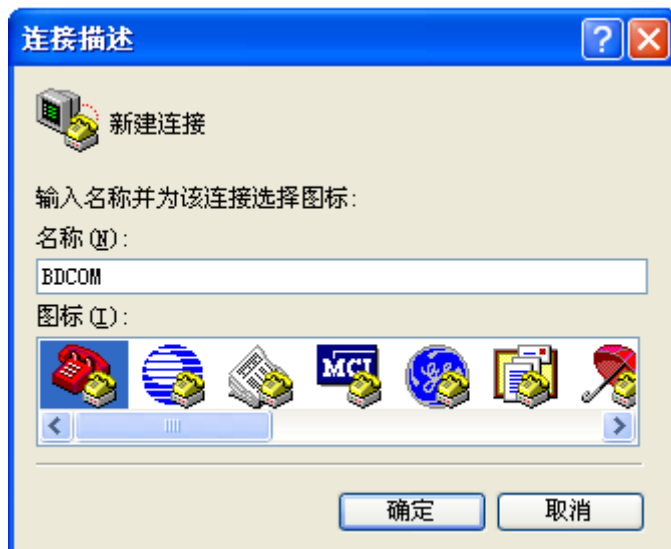 连接描述
新建连接
输入名称并为该连接选择图标:
名称(N):
BDCOM
图标(I):
MCI
确定
取消